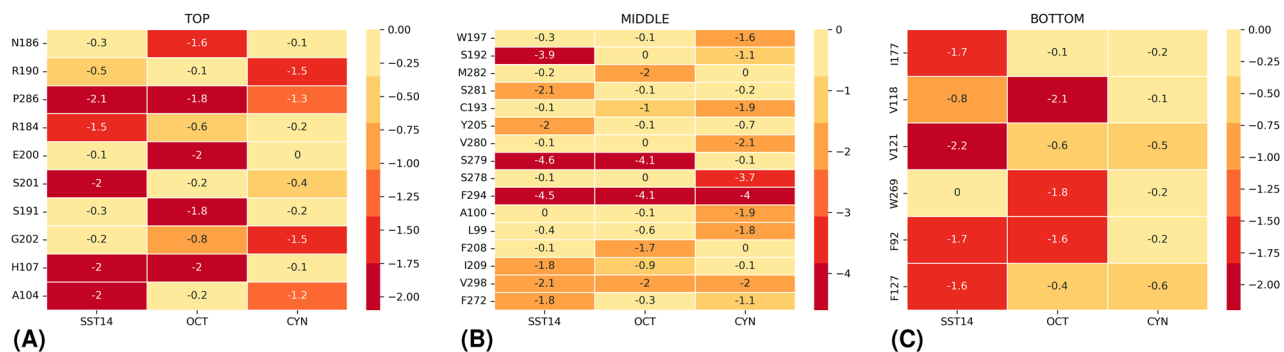 TOP
N186 -0.3 -1.6 -0.1
R190 -0.5 -0.1 -1.5
P286 -2.1 -1.8 -1.3
R184 -1.5 -0.6 -0.2
E200 -0.1 -2 0
S201 -2 -0.2 -0.4
S191 -0.3 -1.8 -0.2
G202 -0.2 -0.8 -1.5
H107 -2 -2 -0.1
A104 -2 -0.2 -1.2
SST14 OCT CYN
0.00
−0.25
−0.50
−0.75
−1.00
−1.25
−1.50
−1.75
−2.00
(A)
MIDDLE
W197 -0.3 -0.1 -1.6
S192 -3.9 0 -1.1
M282 -0.2 -2 0
S281 -2.1 -0.1 -0.2
C193 -0.1 -1 -1.9
Y205 -2 -0.1 -0.7
V280 -0.1 0 -2.1
S279 -4.6 -4.1 -0.1
S278 -0.1 0 -3.7
F294 -4.5 -4.1 -4
A100 0 -0.1 -1.9
L99 -0.4 -0.6 -1.8
F208 -0.1 -1.7 0
I209 -1.8 -0.9 -0.1
V298 -2.1 -2 -2
F272 -1.8 -0.3 -1.1
SST14 OCT CYN
0
−1
−2
−3
−4
(B)
BOTTOM
I177 -1.7 -0.1 -0.2
V118 -0.8 -2.1 -0.1
V121 -2.2 -0.6 -0.5
W269 0 -1.8 -0.2
F92 -1.7 -1.6 -0.2
F127 -1.6 -0.4 -0.6
SST14 OCT CYN
0.00
−0.25
−0.50
−0.75
−1.00
−1.25
−1.50
−1.75
−2.00
(C)